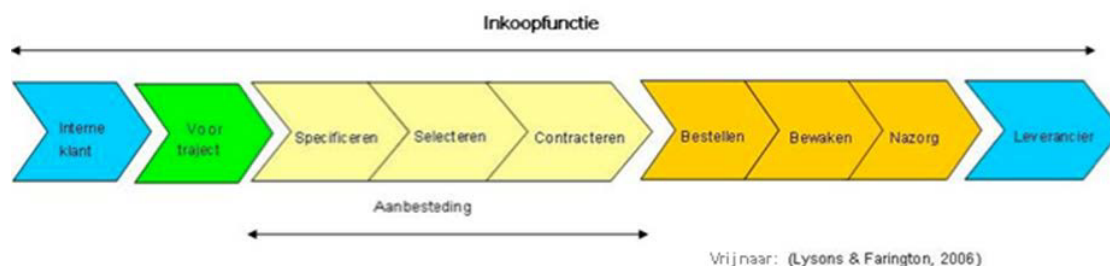 Inkoopfunctie
Interne
klant
Voor
traject
Specificeren
Selecteren
Contracteren
Bestellen
Bewaken
Nazorg
Leverancier
Aanbesteding
Vrij naar: (Lysons & Farington, 2006)